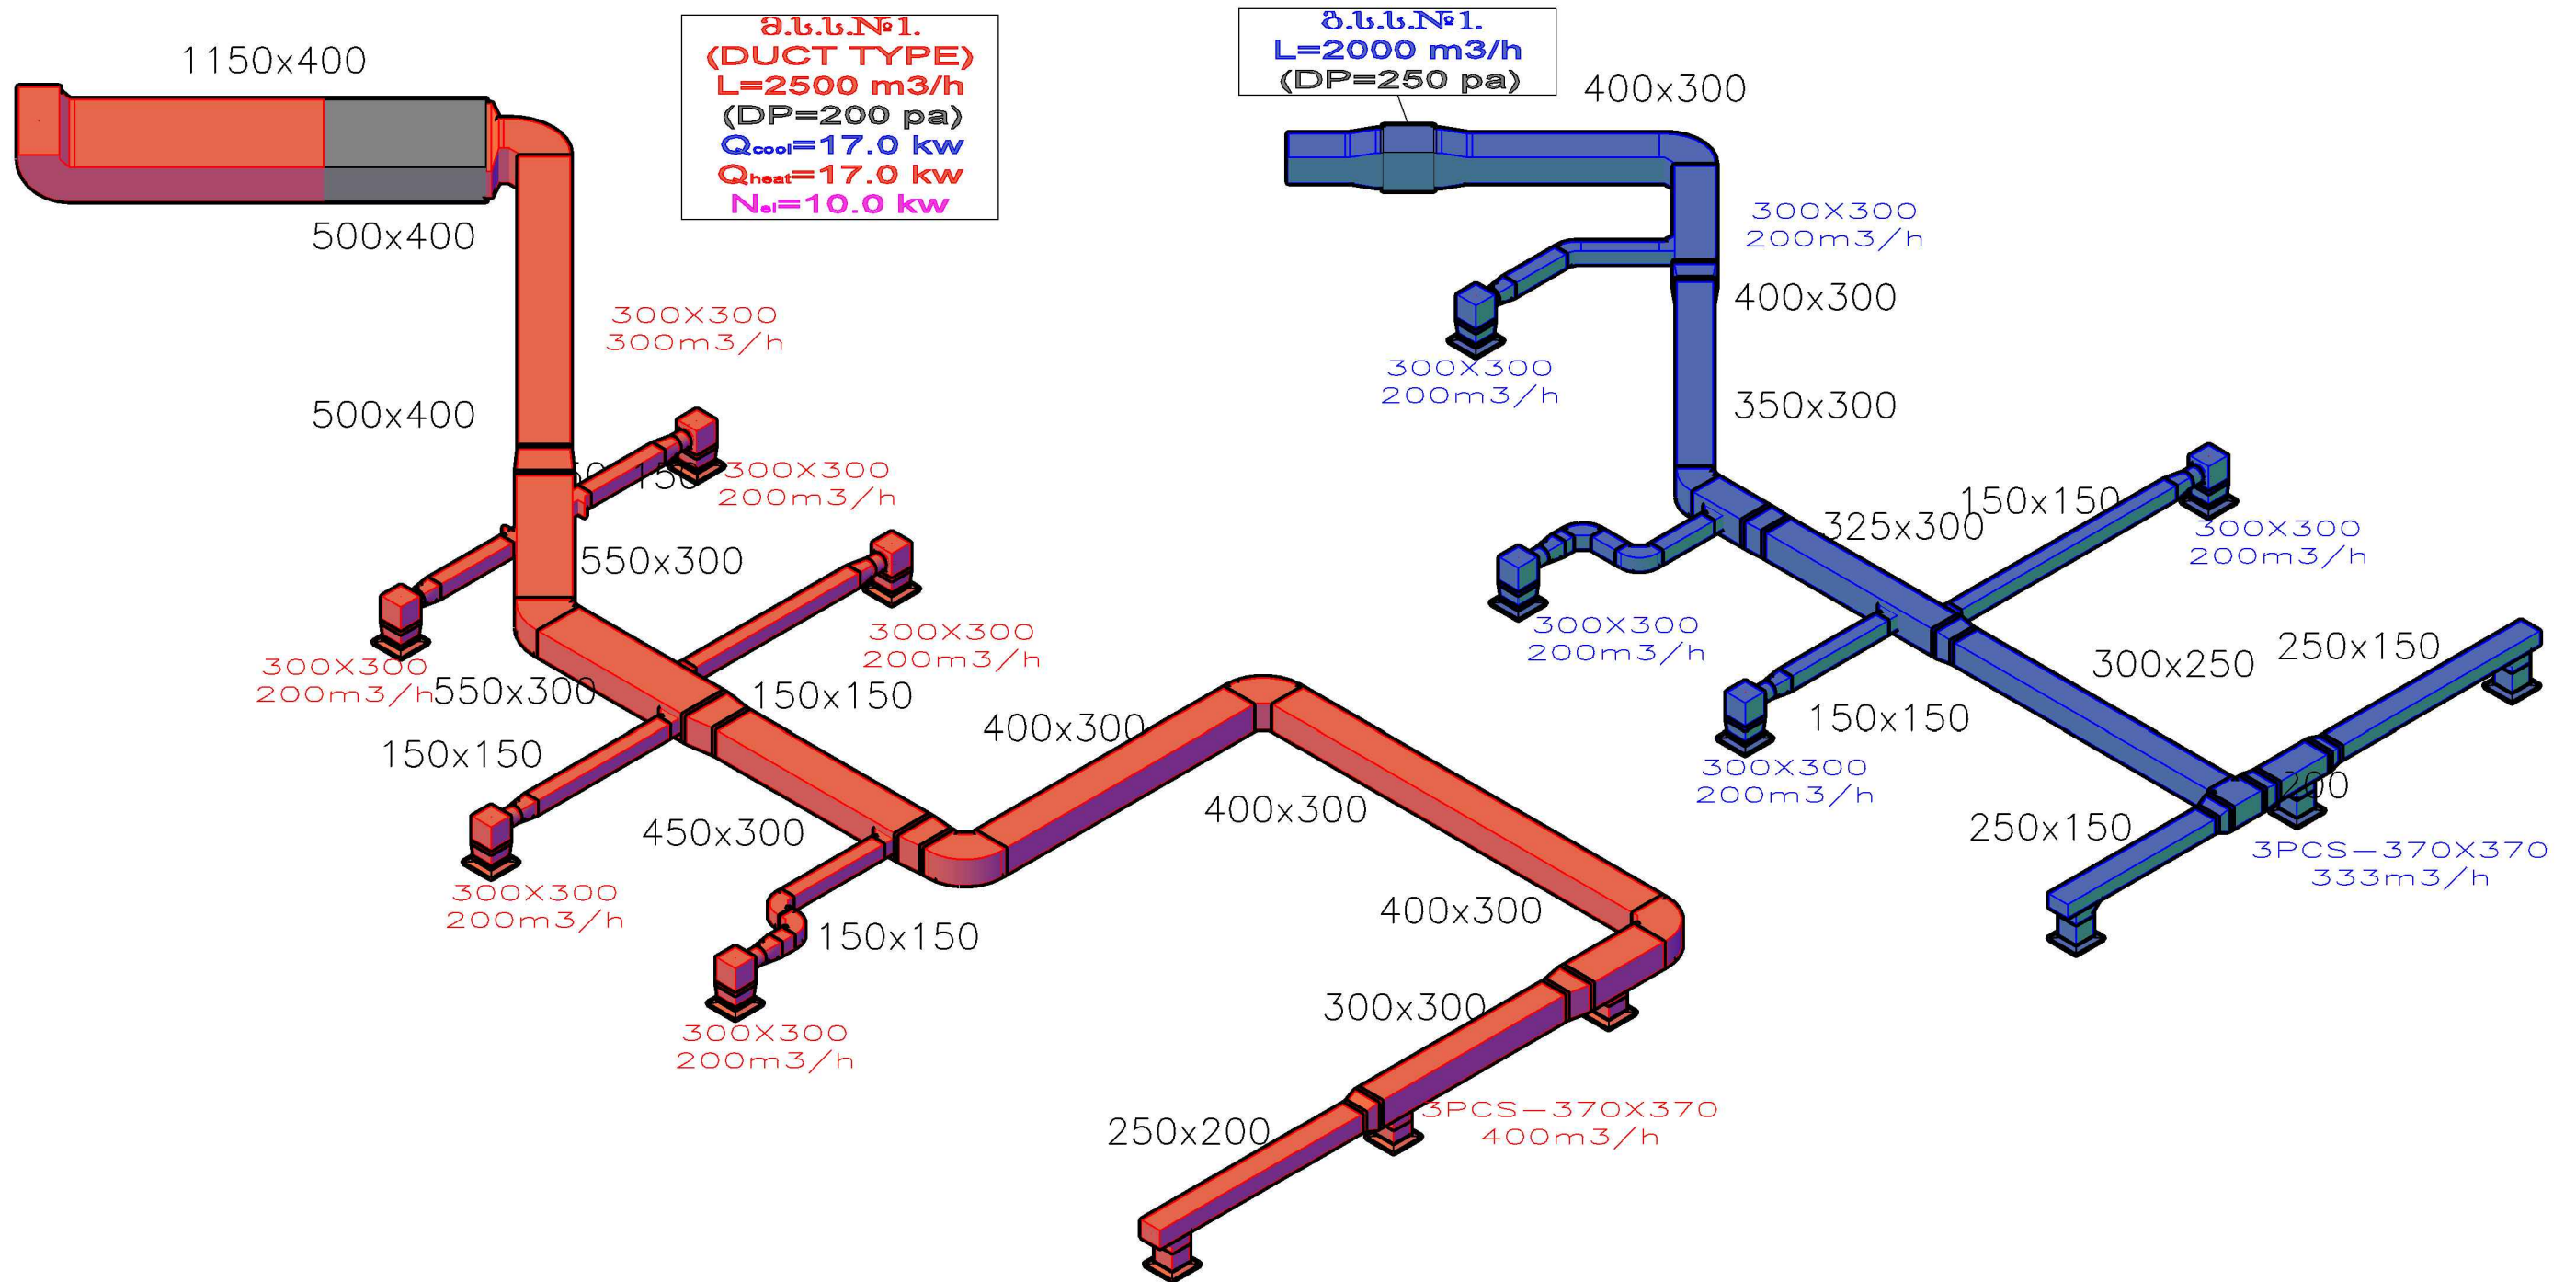 1150x400
მ.ს.ს.№1.
(DUCT TYPE)
L=2500 m3/h
(DP=200 pa)
Qcool=17.0 kw
Qheat=17.0 kw
Nel=10.0 kw
500x400
300X300
300m3/h
500x400
300X300
200m3/h
550x300
300X300
200m3/h
300X300
200m3/h
550x300
150x150
150x150
400x300
450x300
400x300
300X300
200m3/h
150x150
400x300
300X300
200m3/h
300x300
250x200
3PCS-370X370
400m3/h
გ.ს.ს.№1.
L=2000 m3/h
(DP=250 pa)
400x300
300X300
200m3/h
400x300
300X300
200m3/h
350x300
150x150
325x300
300X300
200m3/h
300X300
200m3/h
250x150
300x250
150x150
300X300
200m3/h
250x150
3PCS-370X370
333m3/h